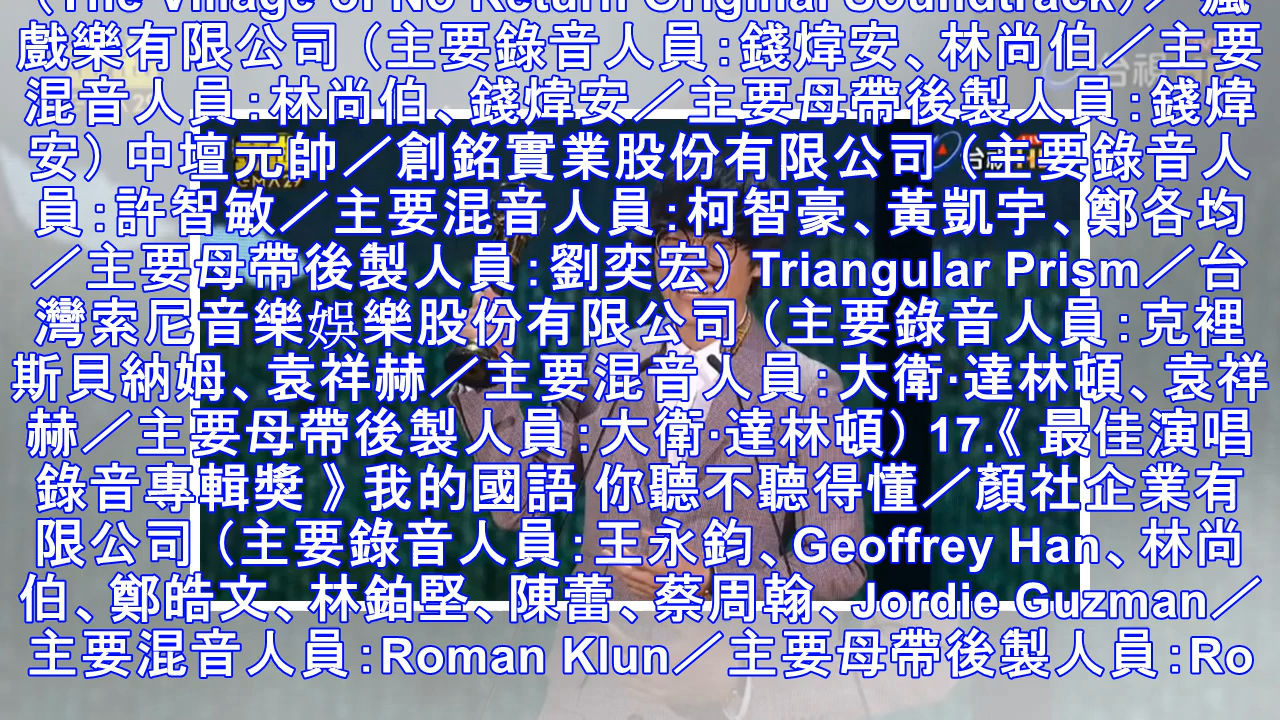 (The Village of No Return Original Soundtrack)／ 瘋
戲樂有限公司（主要錄音人員：錢煒安、林尚伯／主要
混音人員：林尚伯、錢煒安／主要母帶後製人員：錢煒
安）中壇元帥／創銘實業股份有限公司（主要錄音人
員：許智敏／主要混音人員：柯智豪、黃凱宇、鄭各均
／主要母帶後製人員：劉奕宏）Triangular Prism／台
灣索尼音樂娛樂股份有限公司（主要錄音人員：克裡
斯貝納姆、袁祥赫／主要混音人員：大衛·達林頓、袁祥
赫／主要母帶後製人員：大衛·達林頓）17.《 最佳演唱
錄音專輯獎 》我的國語 你聽不聽得懂／顏社企業有
限公司（主要錄音人員：王永鈞、Geoffrey Han、林尚
伯、鄭皓文、林鉑堅、陳蕾、蔡周翰、Jordie Guzman／
主要混音人員：Roman Klun／主要母帶後製人員：Ro
GMA29
台視